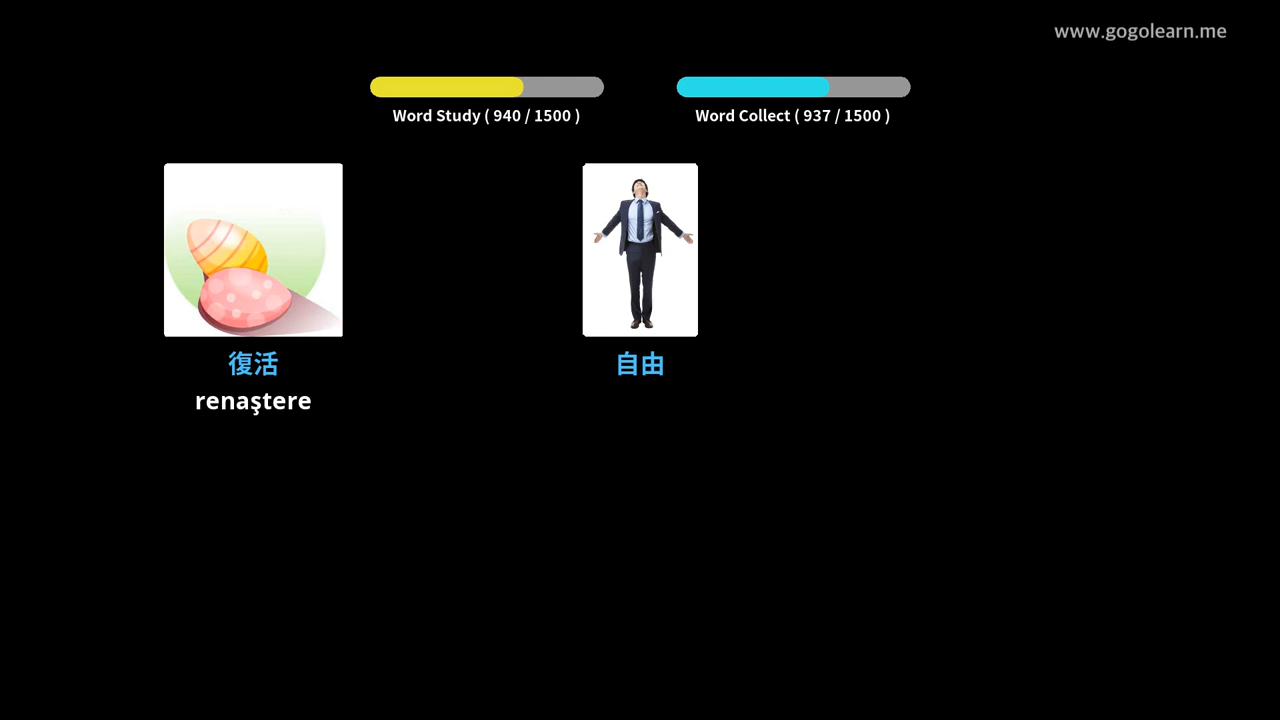 www.gogolearn.me
Word Study ( 940 / 1500 )
Word Collect ( 937 / 1500 )
復活
renaştere
自由